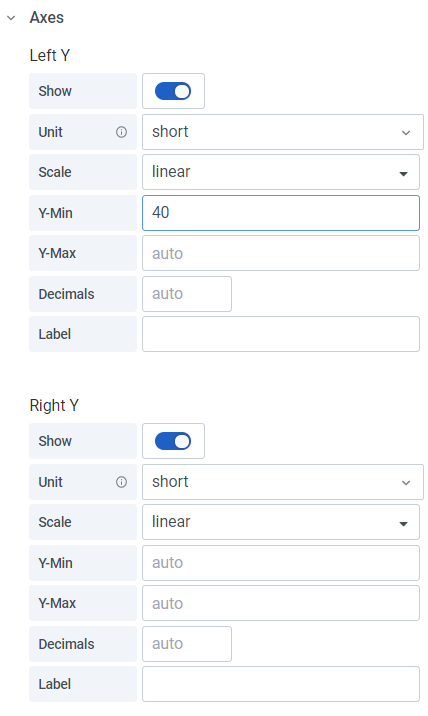 Axes
Left Y
Show
Unit short
Scale linear
Y-Min 40
Y-Max auto
Decimals auto
Label
Right Y
Show
Unit short
Scale linear
Y-Min auto
Y-Max auto
Decimals auto
Label